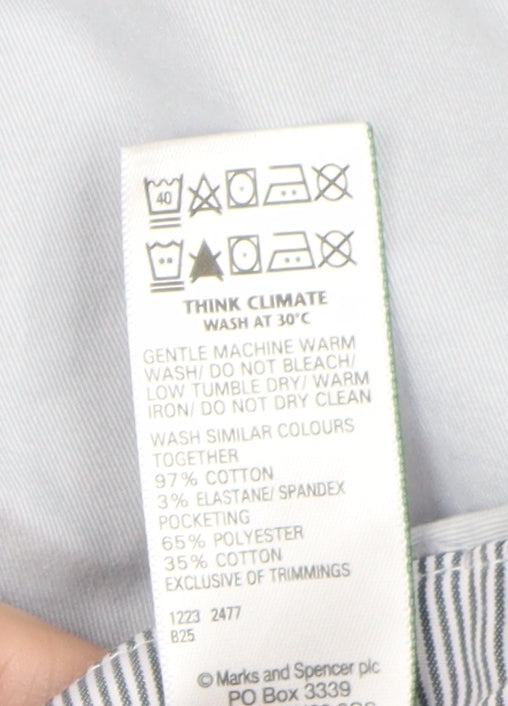 40
THINK CLIMATE
WASH AT 30°C
GENTLE MACHINE WARM
WASH/ DO NOT BLEACH/
LOW TUMBLE DRY/ WARM
IRON/ DO NOT DRY CLEAN
WASH SIMILAR COLOURS
TOGETHER
97% COTTON
3% ELASTANE/ SPANDEX
POCKETING
65% POLYESTER
35% COTTON
EXCLUSIVE OF TRIMMINGS
1223 2477
B25
© Marks and Spencer plc
PO Box 3339